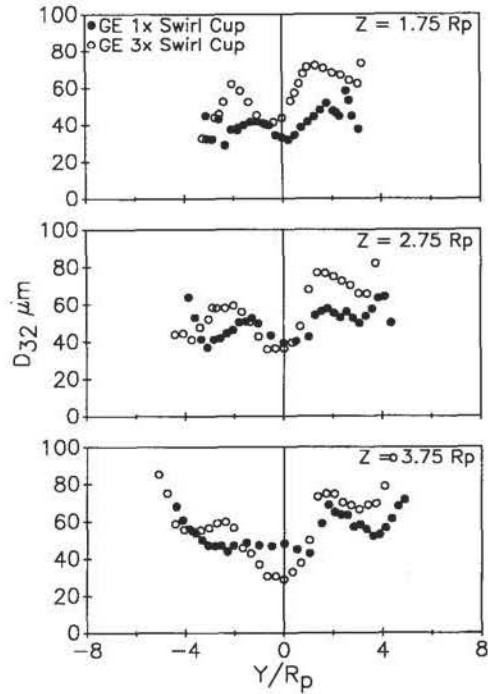 GE 1x Swirl Cup
GE 3x Swirl Cup
Z = 1.75 Rp
100
80
60
40
20
0
Z = 2.75 Rp
100
80
60
40
20
0
D32 μm
Z = 3.75 Rp
100
80
60
40
20
0
-8 -4 0 4 8
Y/Rp